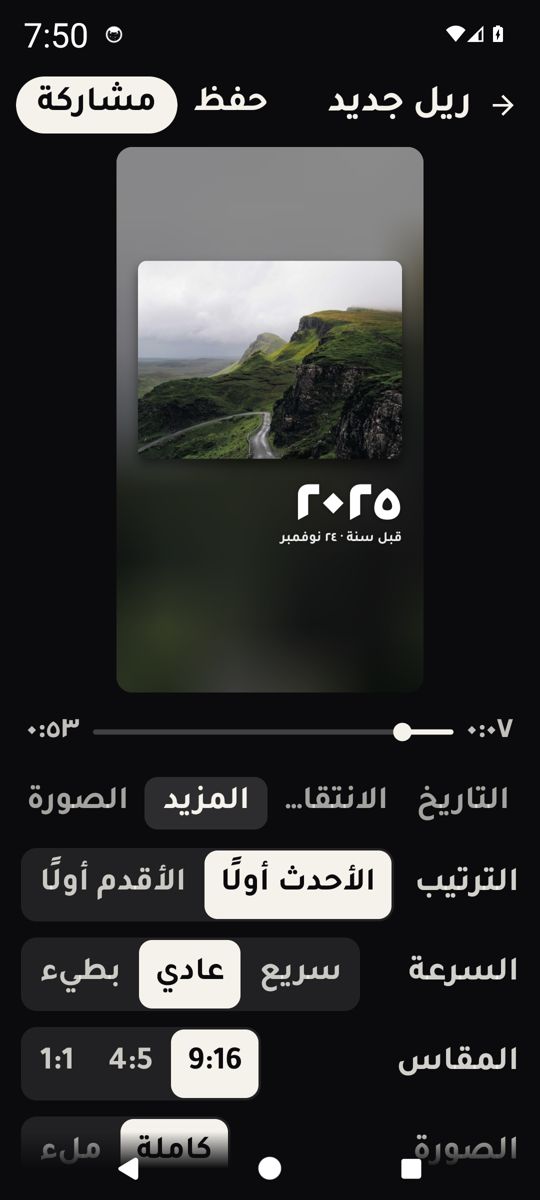 7:50
ريل جديد
حفظ
مشاركة
٢٠٢٥
قبل سنة · ٢٤ نوفمبر
٠:٠٧
٠:٥٣
التاريخ
الانتقا...
المزيد
الصورة
الترتيب
الأحدث أولًا
الأقدم أولًا
السرعة
سريع
عادي
بطيء
المقاس
9:16
4:5
1:1
الصورة
كاملة
ملء